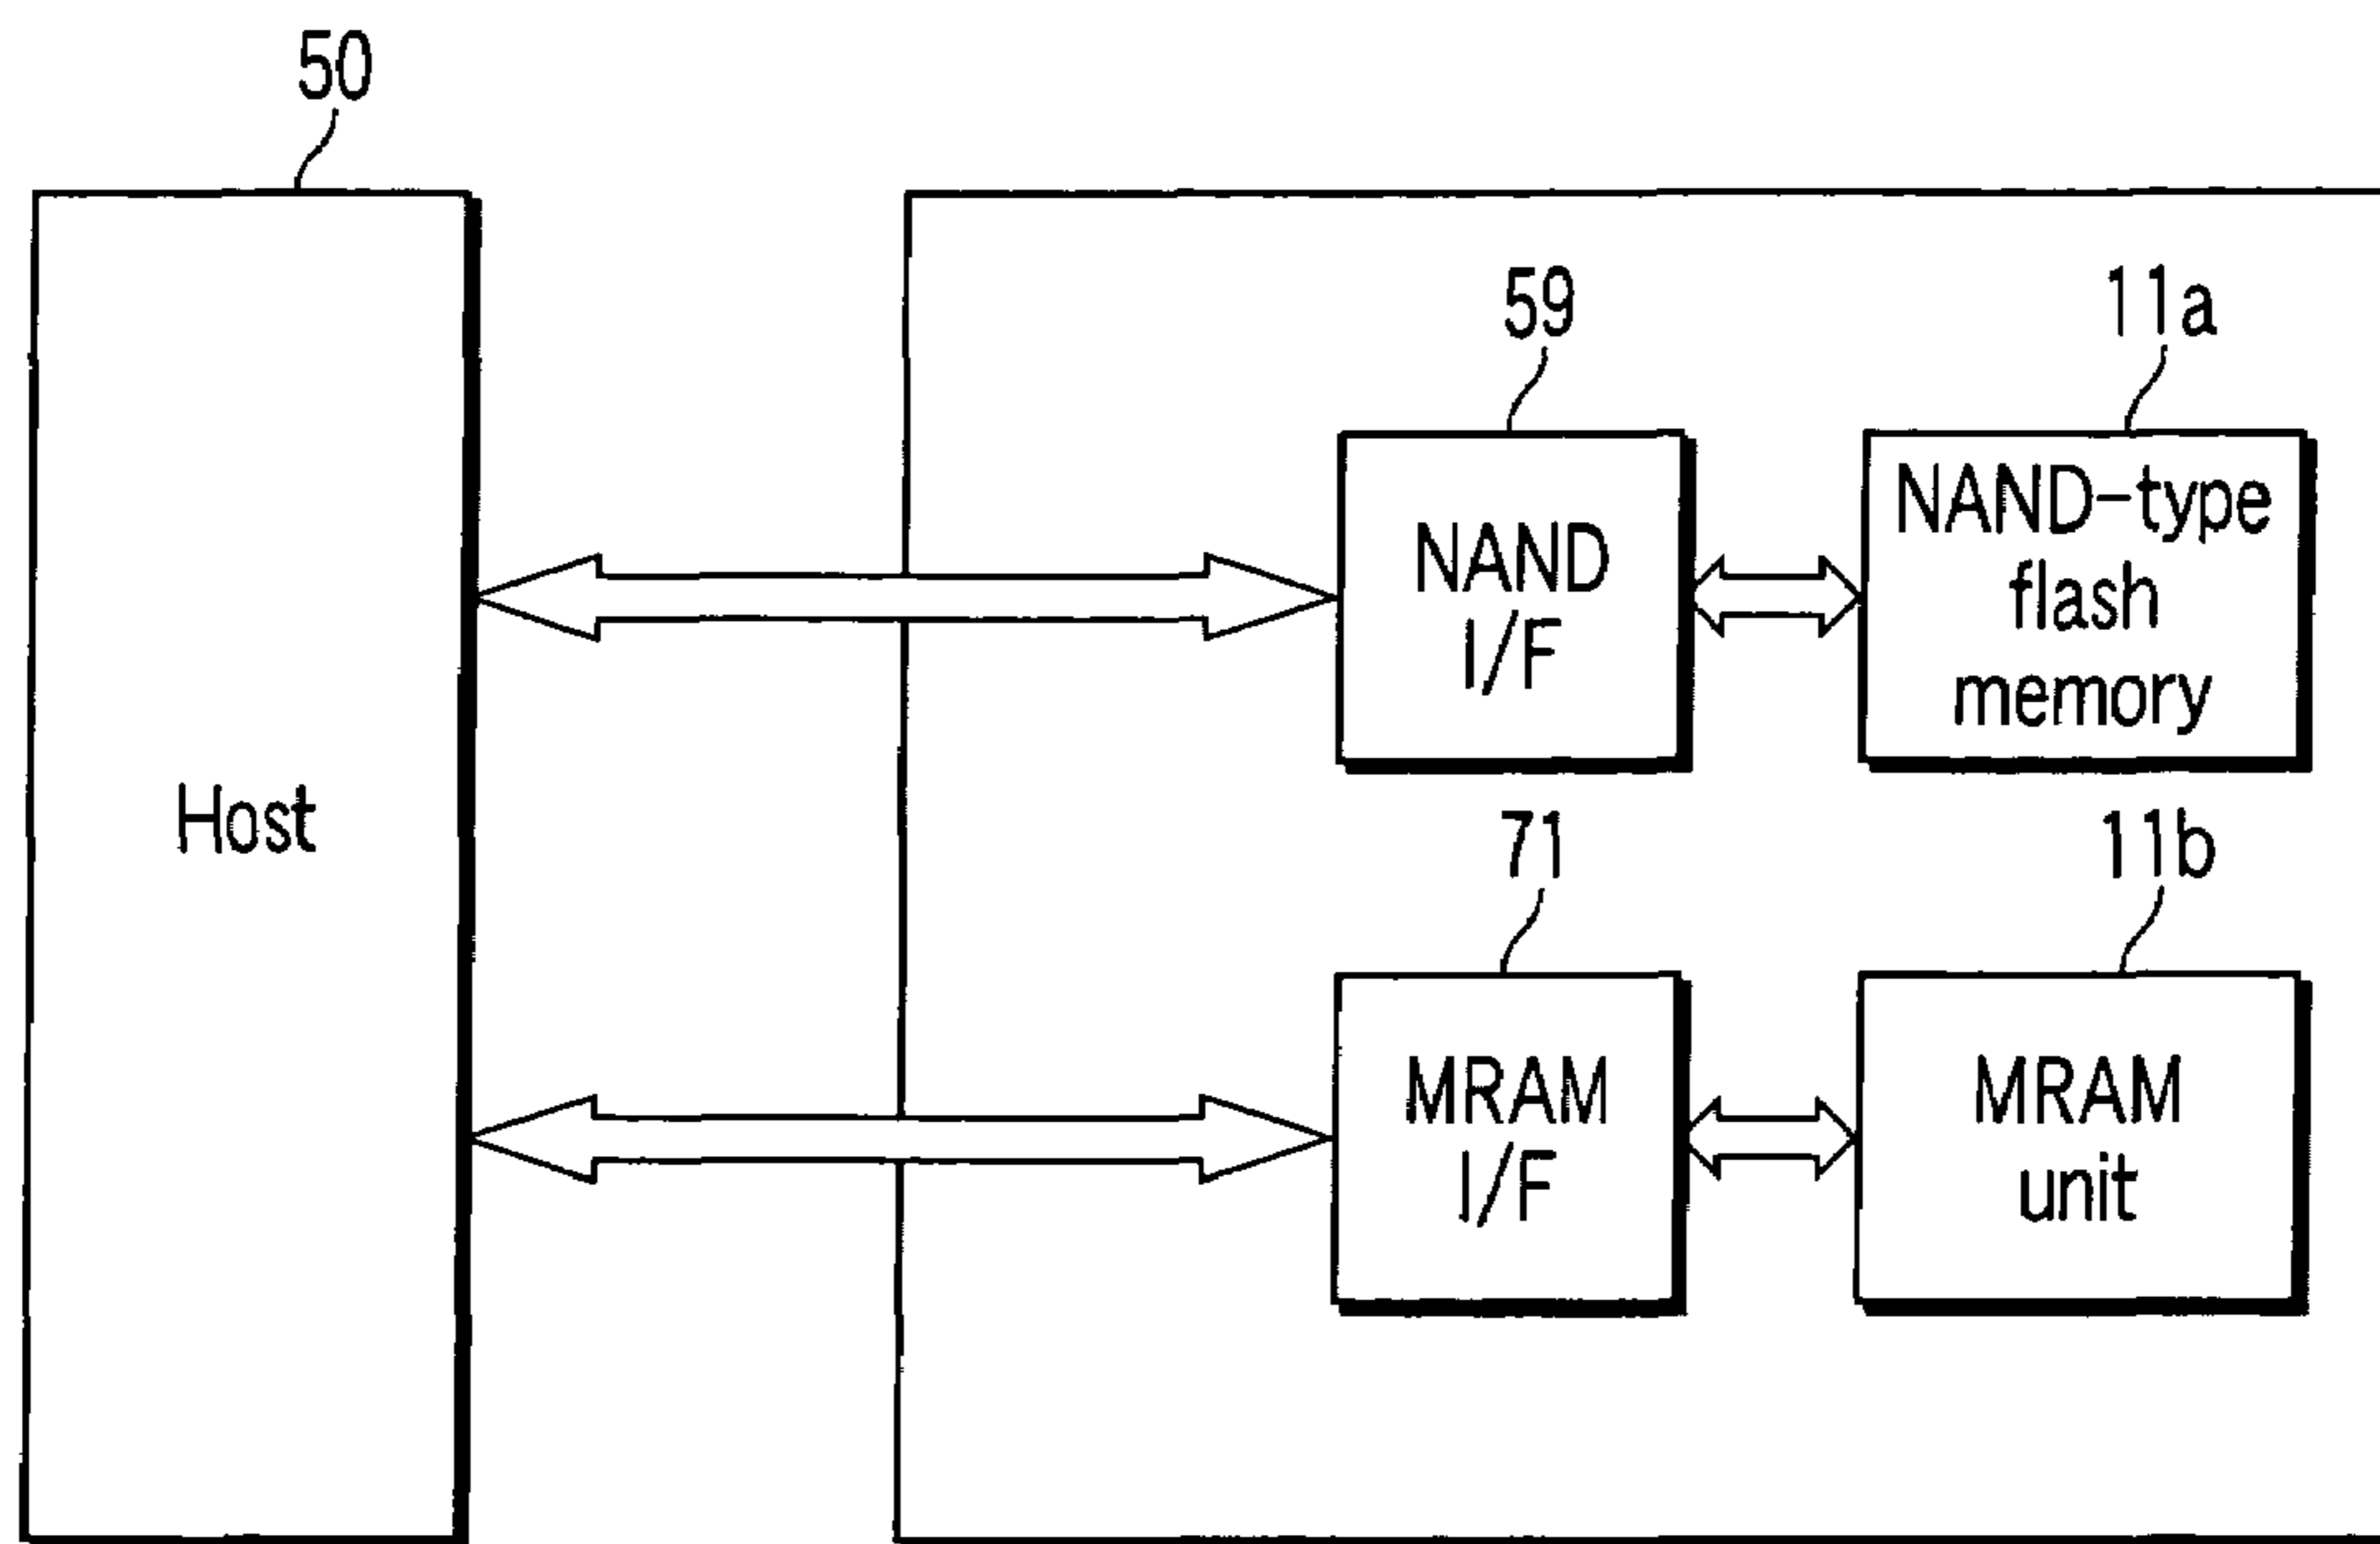 50
59
11a
NAND
I/F
NAND-type
flash
memory
Host
71
11b
MRAM
I/F
MRAM
unit